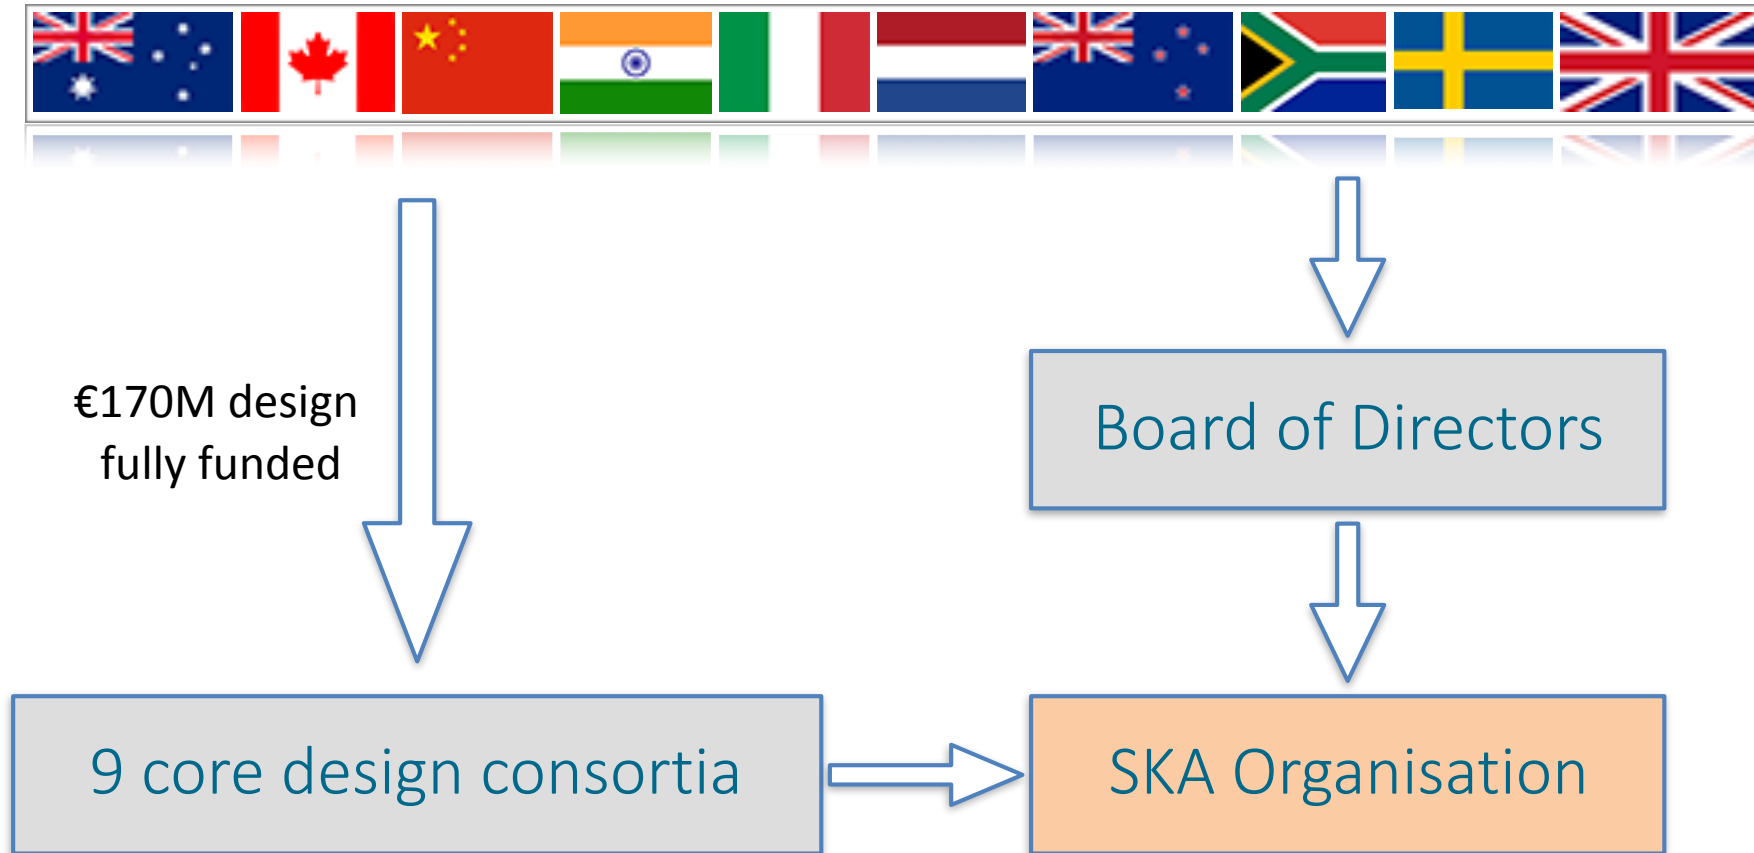 €170M design
fully funded
Board of Directors
9 core design consortia
SKA Organisation